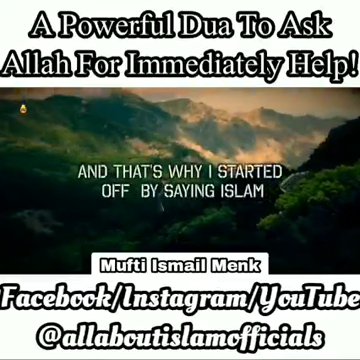 A Powerful Dua To Ask
Allah For Immediately Help!
AND THAT'S WHY I STARTED
OFF BY SAYING ISLAM
Mufti Ismail Menk
Facebook/Instagram/YouTube
@allaboutislamofficials